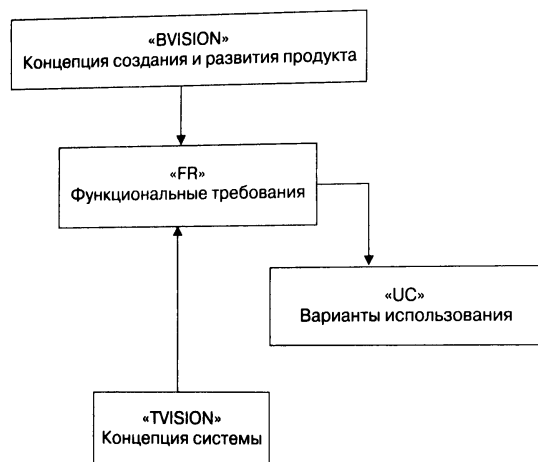 «BVISION»
Концепция создания и развития продукта
«FR»
Функциональные требования
«UC»
Варианты использования
«TVISION»
Концепция системы